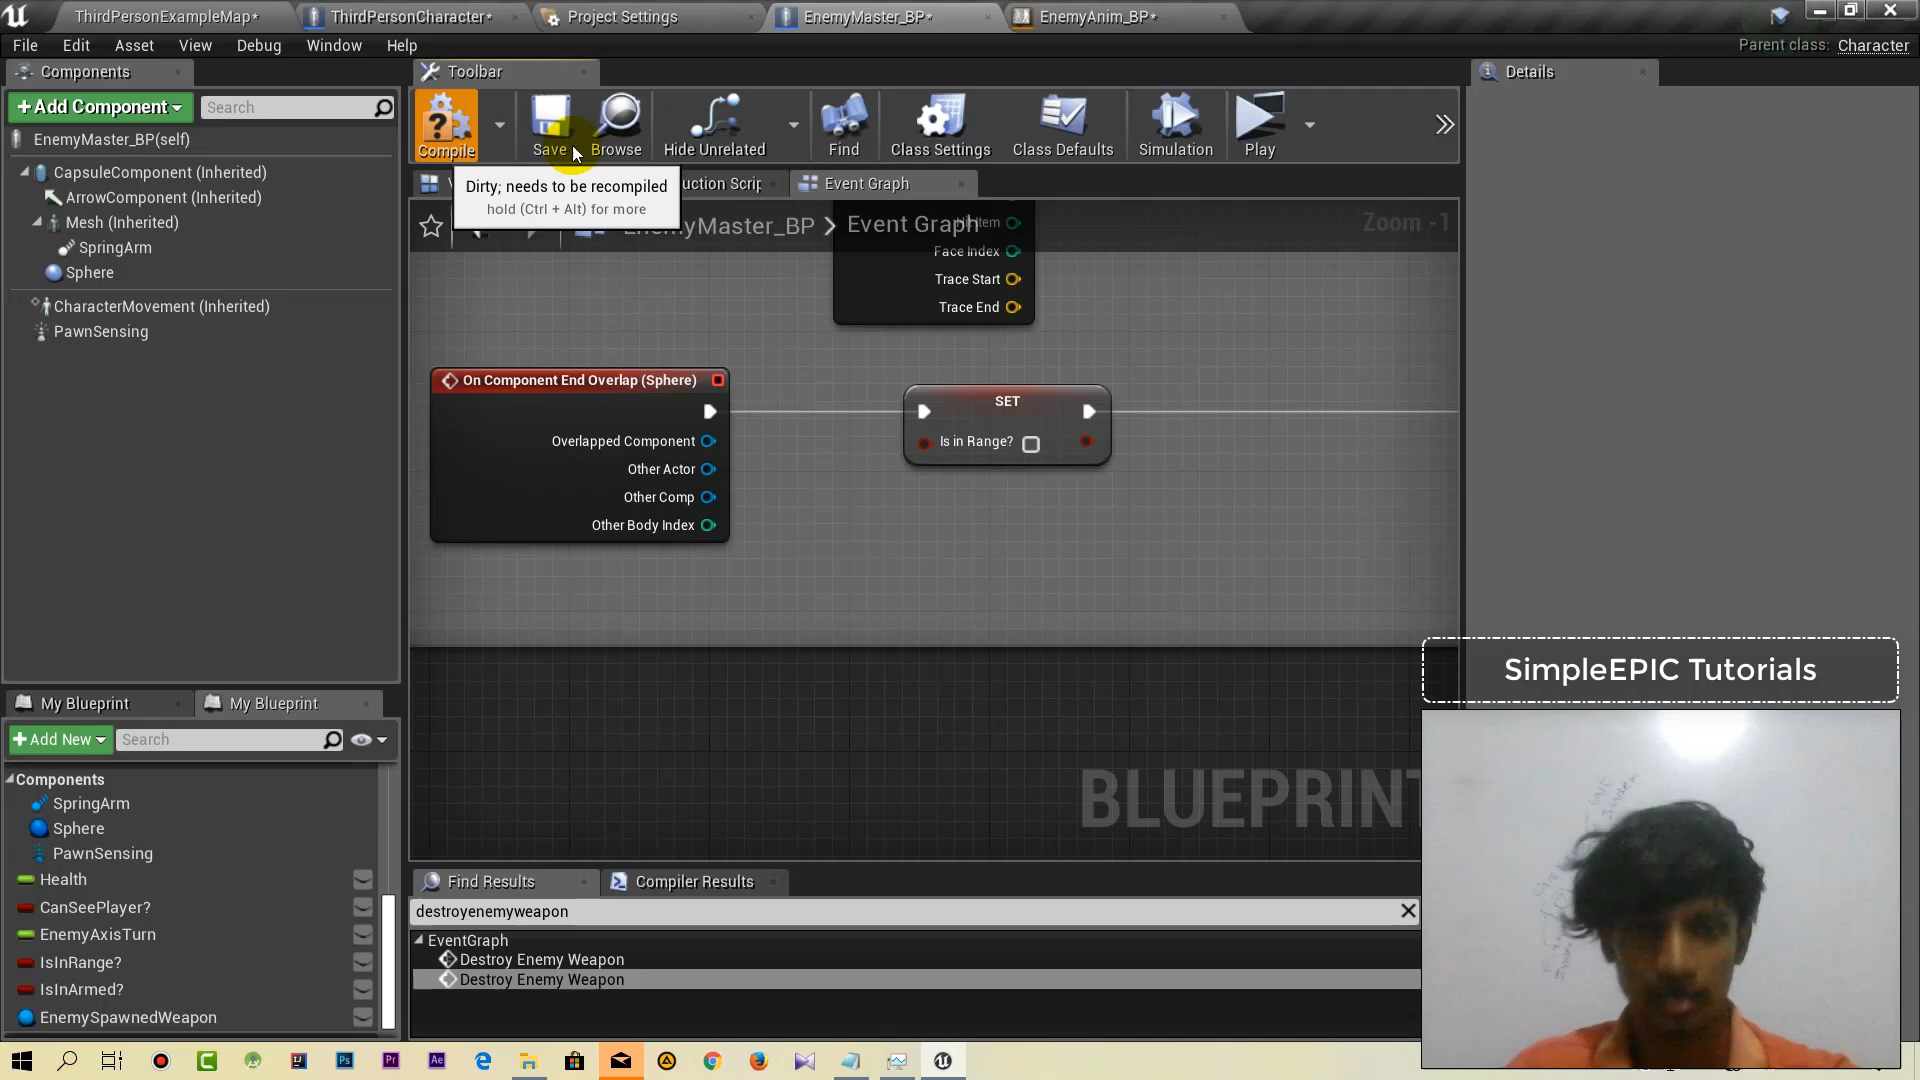 ThirdPersonExampleMap*
ThirdPersonCharacter*
Project Settings
EnemyMaster_BP*
EnemyAnim_BP*
File Edit Asset View Debug Window Help
Parent class: Character
Components
Toolbar
Details
+Add Component
Search
Compile
Save
Browse
Hide Unrelated
Find
Class Settings
Class Defaults
Simulation
Play
EnemyMaster_BP(self)
CapsuleComponent (Inherited)
ArrowComponent (Inherited)
Mesh (Inherited)
SpringArm
Sphere
CharacterMovement (Inherited)
PawnSensing
Dirty; needs to be recompiled
hold (Ctrl + Alt) for more
uction Scrip
Event Graph
EnemyMaster_BP > Event Graph
Zoom -1
Hit Item
Face Index
Trace Start
Trace End
On Component End Overlap (Sphere)
Overlapped Component
Other Actor
Other Comp
Other Body Index
SET
Is in Range?
BLUEPRINT
SimpleEPIC Tutorials
My Blueprint
My Blueprint
+Add New
Search
Components
SpringArm
Sphere
PawnSensing
Health
CanSeePlayer?
EnemyAxisTurn
IsInRange?
IsInArmed?
EnemySpawnedWeapon
Find Results
Compiler Results
destroyenemyweapon
EventGraph
Destroy Enemy Weapon
Destroy Enemy Weapon